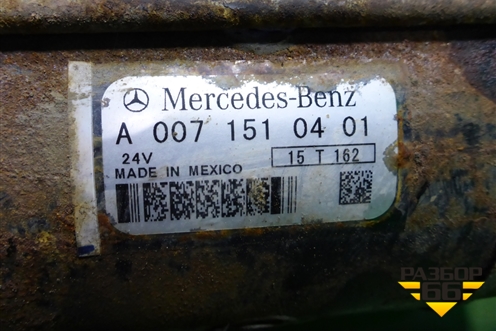 Mercedes-Benz
A 007 151 04 01
24V
15 T 162
MADE IN MEXICO
РАЗБОР
66